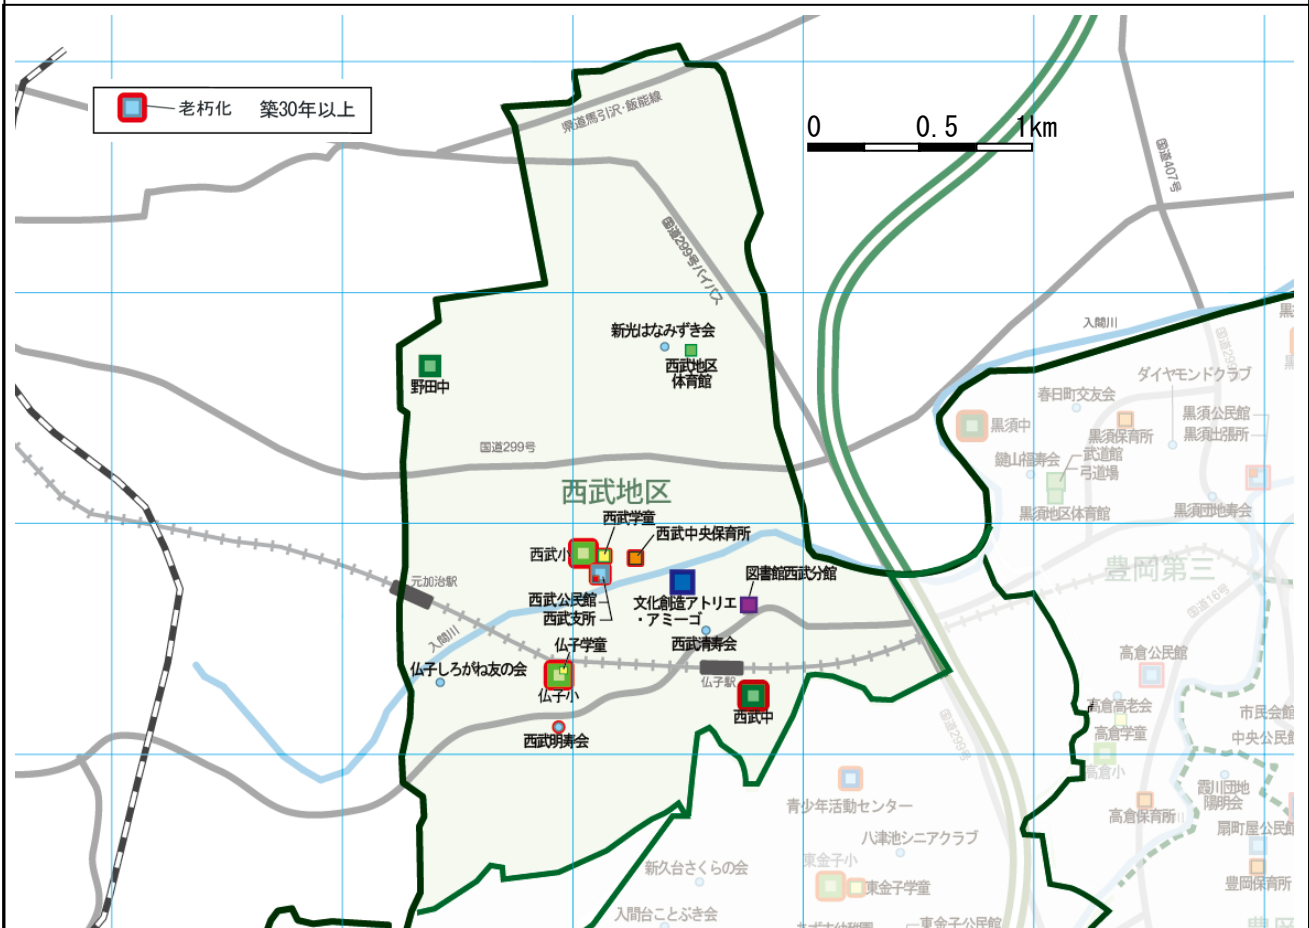 老朽化　築30年以上
0　0.5　1km
県道馬引沢・飯能線
国道407号
国道299号バイパス
入間川
新光はなみずき会
西武地区
体育館
野田中
ダイヤモンドクラブ
春日町交友会
黒須公民館
黒須出張所
黒須中
黒須保育所
武道館
弓道場
鍵山福寿会
黒須地区体育館
黒須団地寿会
国道299号
西武地区
西武学童
西武中央保育所
西武小
図書館西武分館
西武公民館
西武支所
文化創造アトリエ
・アミーゴ
西武清寿会
元加治駅
入間川
仏子学童
仏子しろがね友の会
仏子小
仏子駅
西武中
西武明寿会
豊岡第三
国道16号
高倉公民館
高倉高老会
高倉学童
高倉小
高倉保育所
国道299号
市民会館
中央公民館
霞川団地
陽明会
扇町屋公民館
豊岡保育所
青少年活動センター
八津池シニアクラブ
東金子小
東金子学童
新久台さくらの会
入間台ことぶき会
東金子公民館